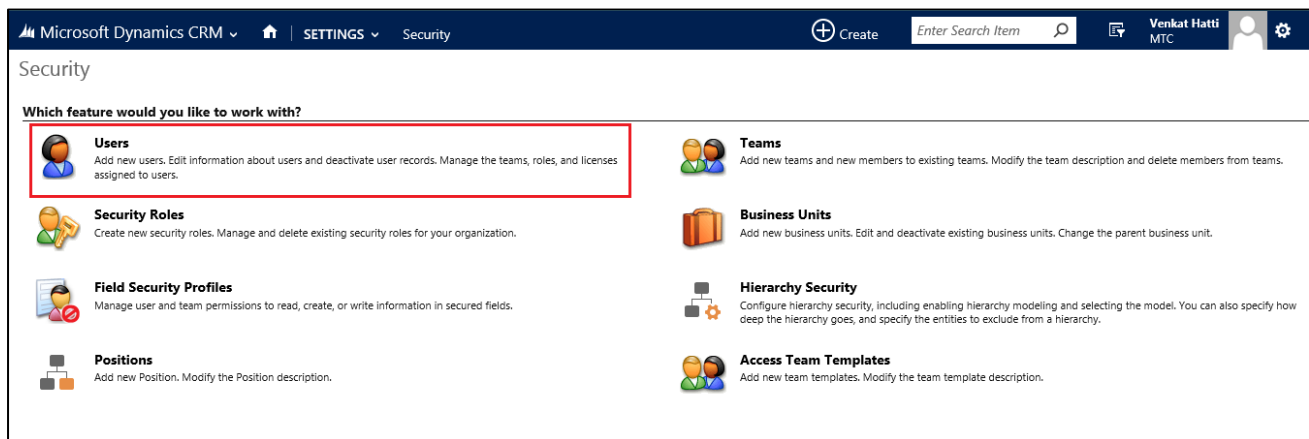 Microsoft Dynamics CRM SETTINGS Security Create Enter Search Item Venkat Hatti
MTC
Security
Which feature would you like to work with?
Users
Add new users. Edit information about users and deactivate user records. Manage the teams, roles, and licenses
assigned to users.
Teams
Add new teams and new members to existing teams. Modify the team description and delete members from teams.
Security Roles
Create new security roles. Manage and delete existing security roles for your organization.
Business Units
Add new business units. Edit and deactivate existing business units. Change the parent business unit.
Field Security Profiles
Manage user and team permissions to read, create, or write information in secured fields.
Hierarchy Security
Configure hierarchy security, including enabling hierarchy modeling and selecting the model. You can also specify how
deep the hierarchy goes, and specify the entities to exclude from a hierarchy.
Positions
Add new Position. Modify the Position description.
Access Team Templates
Add new team templates. Modify the team template description.